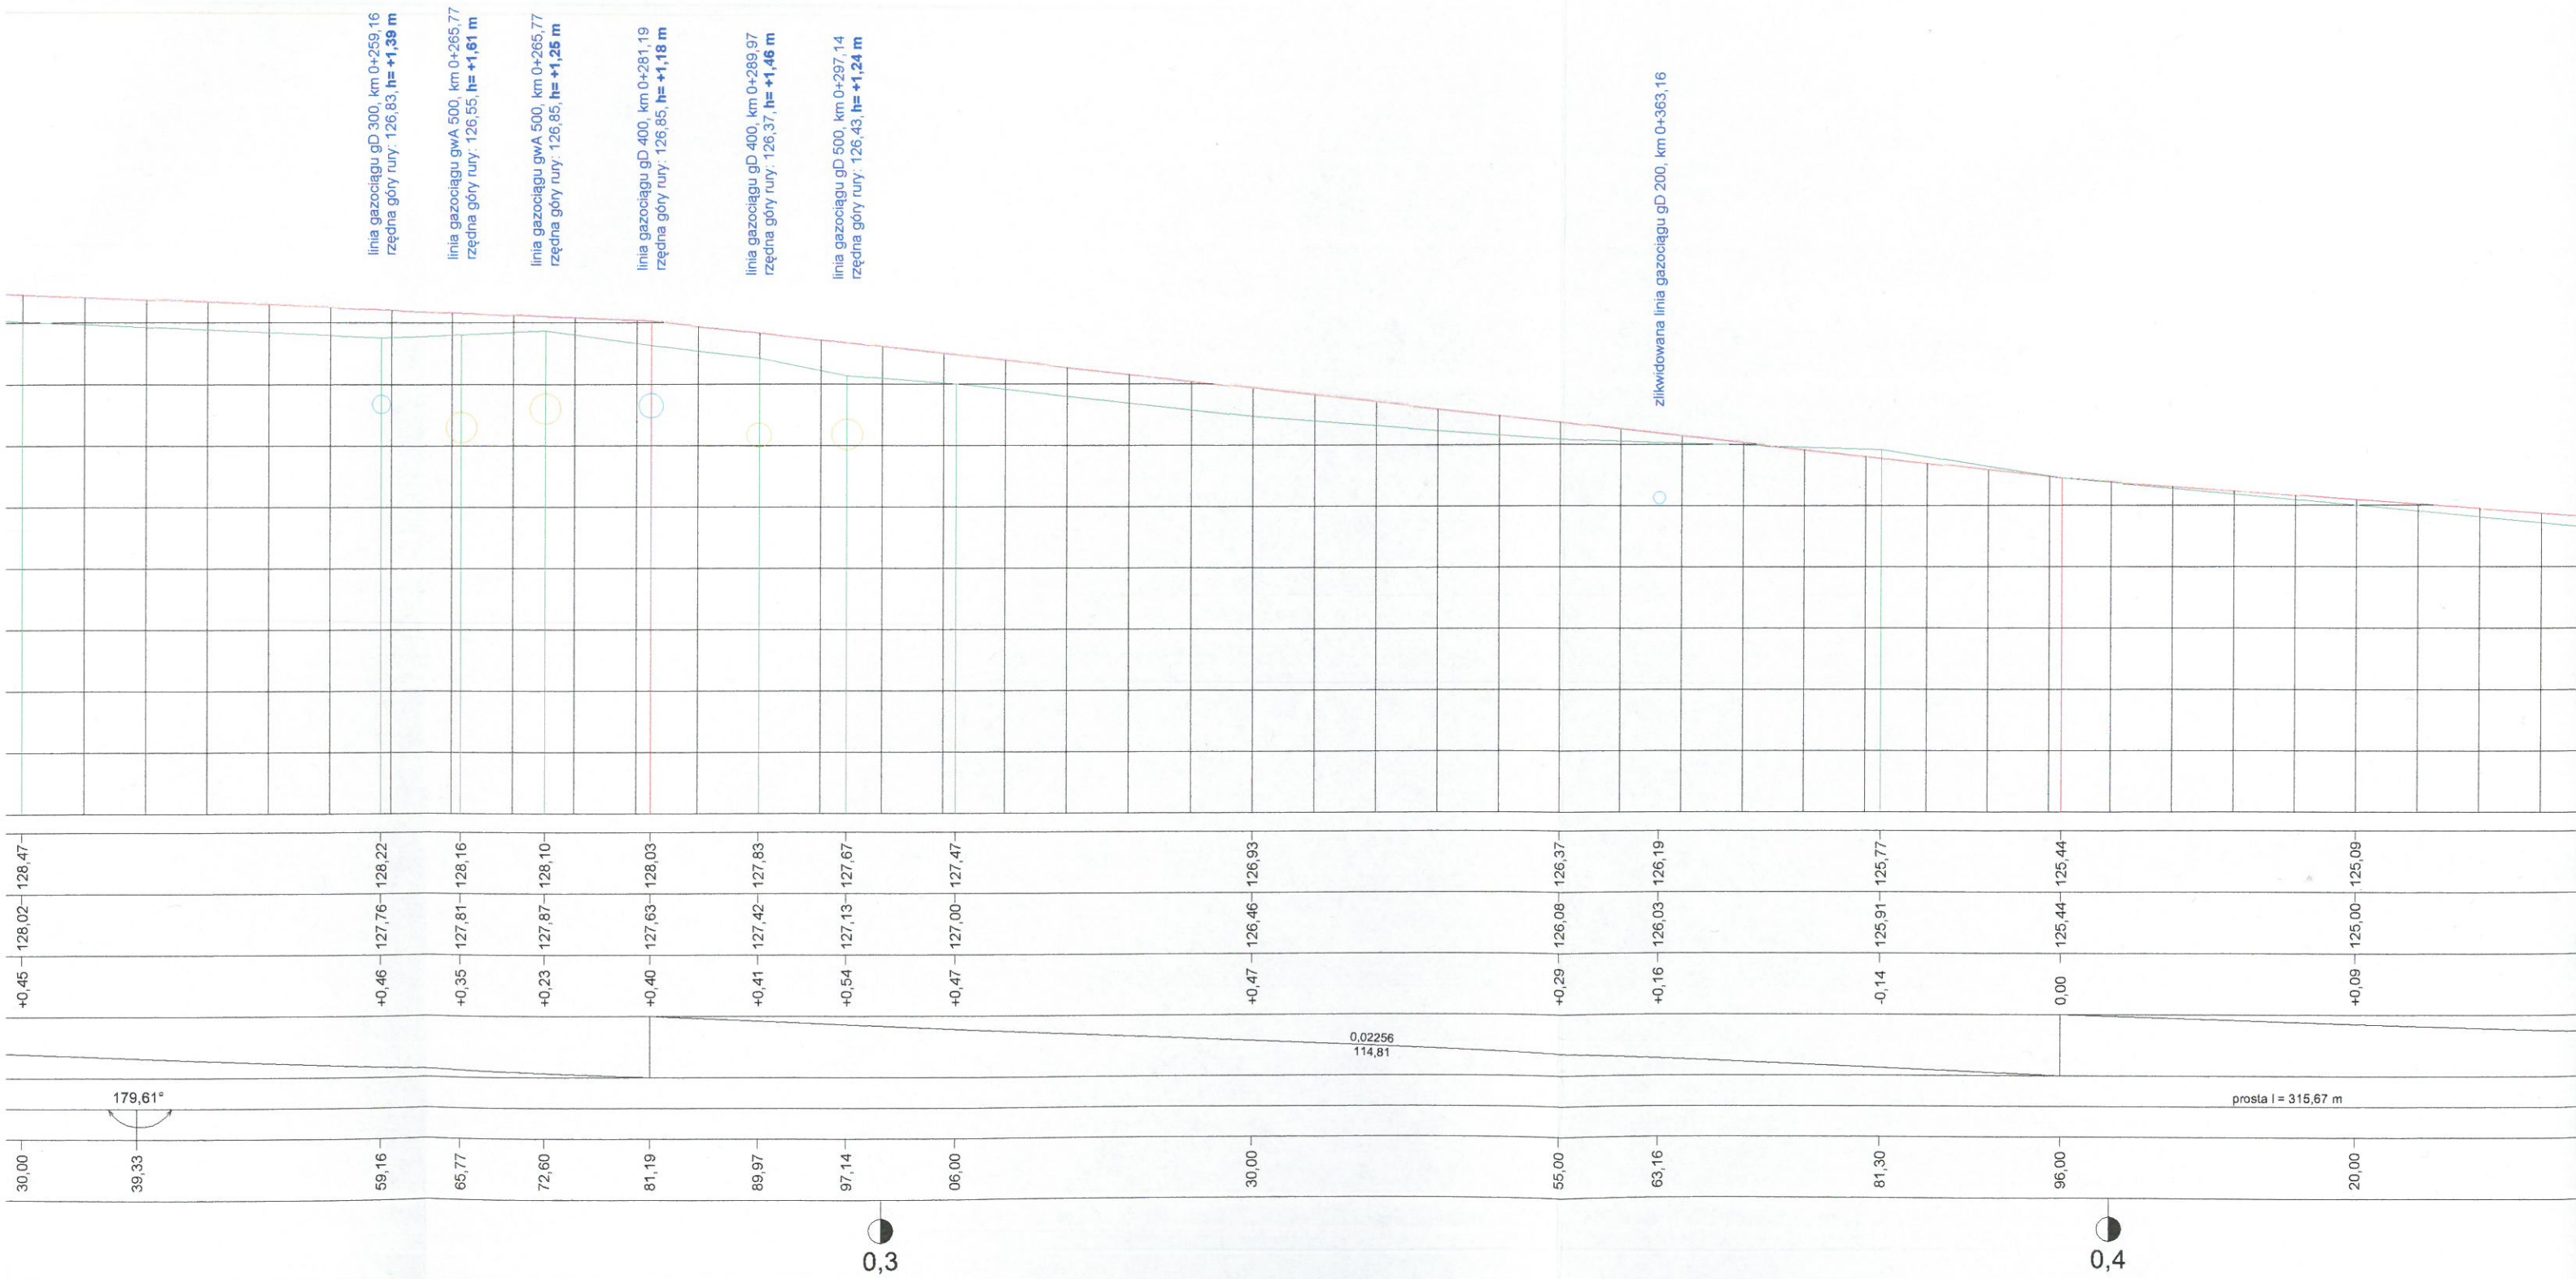 linia gazociągu gD 300, km 0+259,16
rzędna góry rury: 126,83, h= +1,39 m
linia gazociągu gwA 500, km 0+265,77
rzędna góry rury: 126,55, h= +1,61 m
linia gazociągu gwA 500, km 0+265,77
rzędna góry rury: 126,85, h= +1,25 m
linia gazociągu gD 400, km 0+281,19
rzędna góry rury: 126,85, h= +1,18 m
linia gazociągu gD 400, km 0+289,97
rzędna góry rury: 126,37, h= +1,46 m
linia gazociągu gD 500, km 0+297,14
rzędna góry rury: 126,43, h= +1,24 m
zlikwidowana linia gazociągu gD 200, km 0+363,16
128,47 128,22 128,16 128,10 128,03 127,83 127,67 127,47 126,93 126,37 126,19 125,77 125,44 125,09
128,02 127,76 127,81 127,87 127,63 127,42 127,13 127,00 126,46 126,08 126,03 125,91 125,44 125,00
+0,45 +0,46 +0,35 +0,23 +0,40 +0,41 +0,54 +0,47 +0,47 +0,29 +0,16 -0,14 0,00 +0,09
0,02256
114,81
179,61°
prosta l = 315,67 m
30,00 39,33 59,16 65,77 72,60 81,19 89,97 97,14 06,00 30,00 55,00 63,16 81,30 96,00 20,00
0,3 0,4